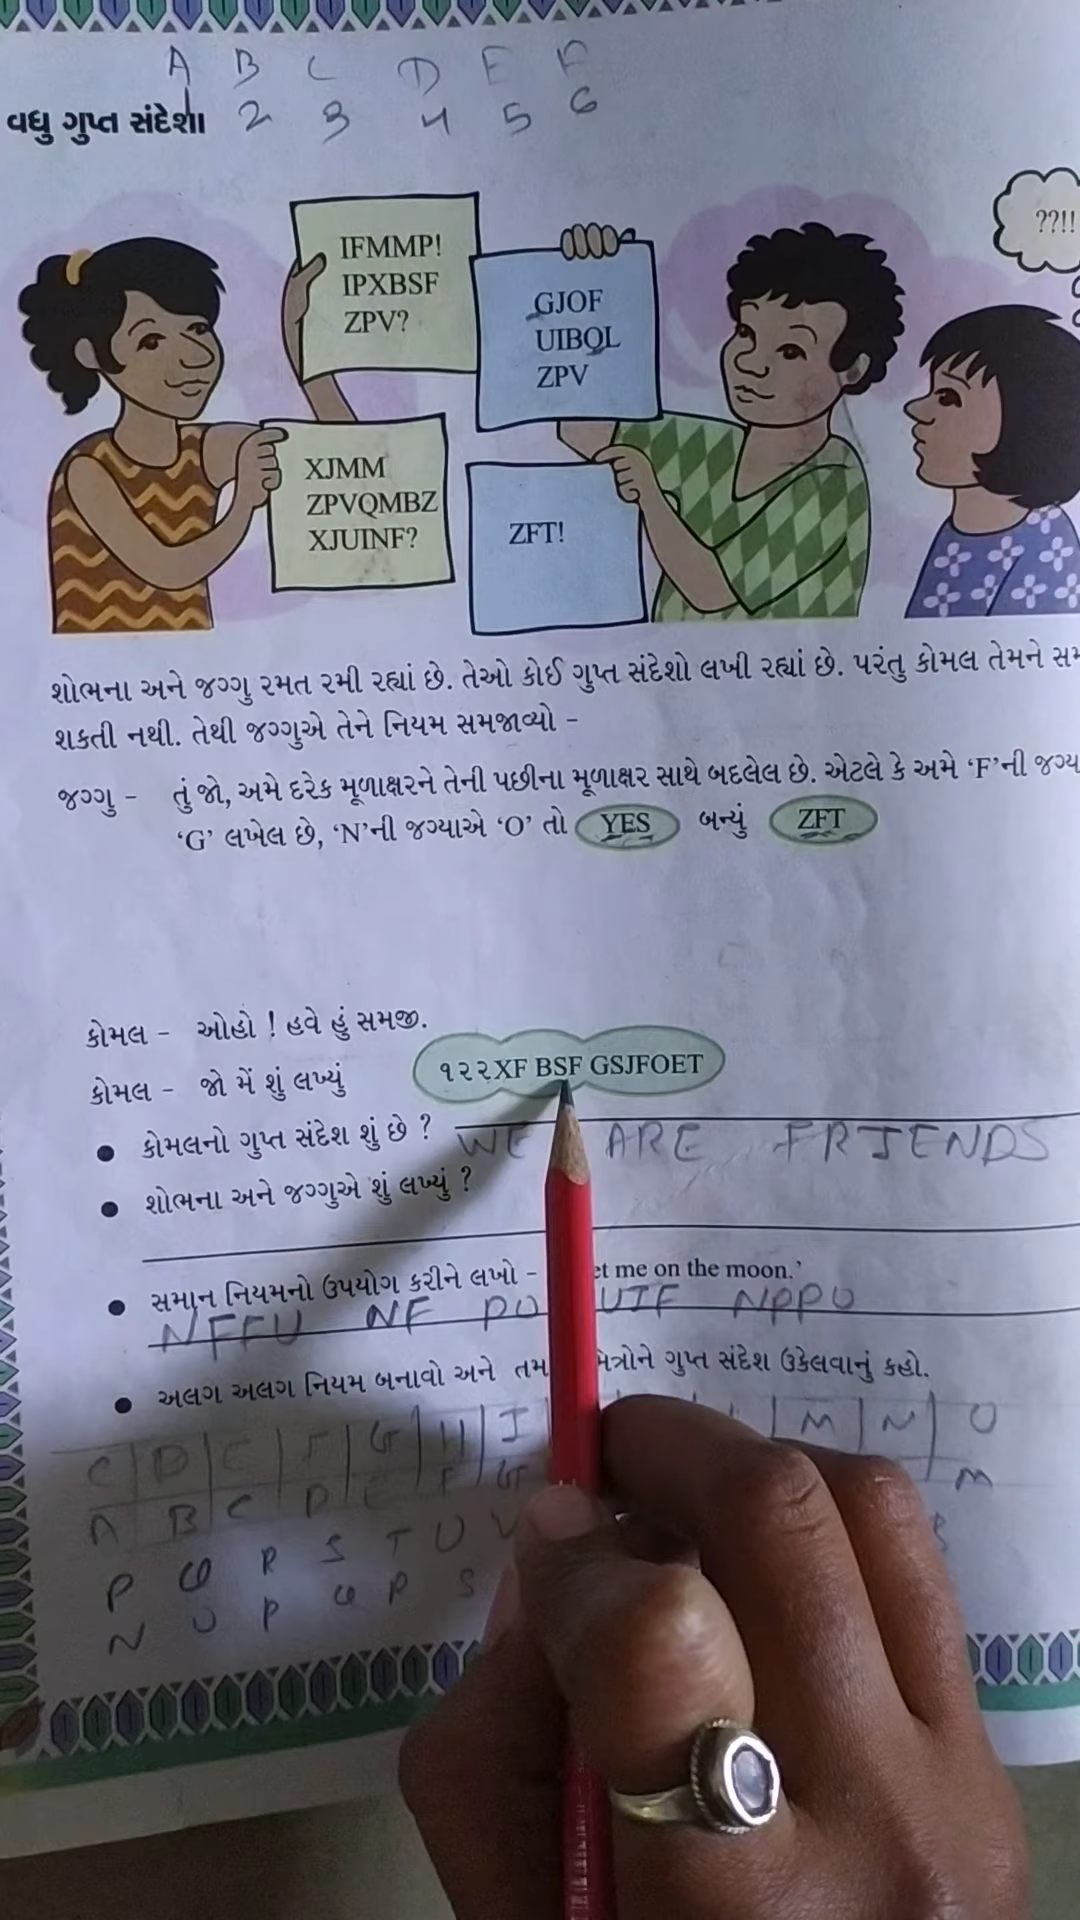 A B C D E F
2 3 4 5 6
વધુ ગુપ્ત સંદેશા
??!!
IFMMP!
IPXBSF
ZPV?
GJOF
UIBOL
ZPV
XJMM
ZPVQMBZ
XJUINF?
ZFT!
શોભના અને જગ્ગુ રમત રમી રહ્યાં છે. તેઓ કોઈ ગુપ્ત સંદેશો લખી રહ્યાં છે. પરંતુ કોમલ તેમને
શકતી નથી. તેથી જગ્ગુએ તેને નિયમ સમજાવ્યો –
જગ્ગુ – તું જો, અમે દરેક મૂળાક્ષરને તેની પછીના મૂળાક્ષર સાથે બદલેલ છે. એટલે કે અમે ‘F’ની
‘G’ લખેલ છે, ‘N’ની જગ્યાએ ‘O’ તો YES બન્યું ZFT
કોમલ – ઓહો ! હવે હું સમજી.
કોમલ – જો મેં શું લખ્યું ૧૨૨XF BSF GSJFOET
• કોમલનો ગુપ્ત સંદેશ શું છે ? WE ARE FRIENDS
• શોભના અને જગ્ગુએ શું લખ્યું ?
• સમાન નિયમનો ઉપયોગ કરીને લખો – me on the moon.’
NFFU NF PO UIF NPPO
• અલગ અલગ નિયમ બનાવો અને ગુપ્ત સંદેશ ઉકેલવાનું કહો.
C D F G H I M N O
A B C D F G M
P Q R S T U V
N O P Q R S